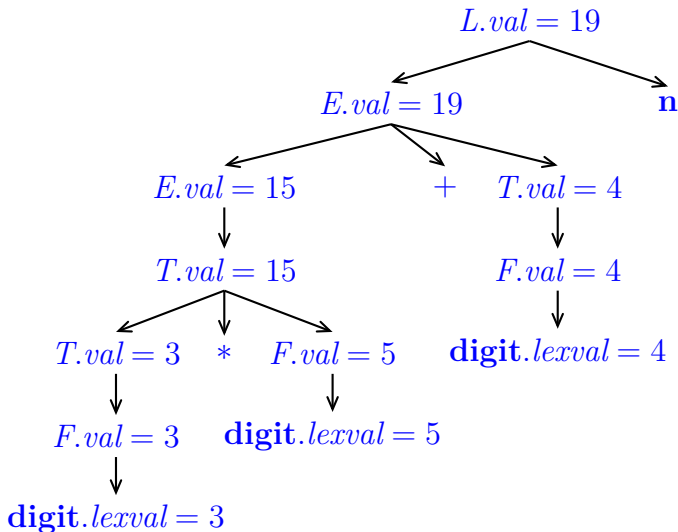 L.val = 19
E.val = 19 n
E.val = 15 + T.val = 4
T.val = 15 F.val = 4
T.val = 3 * F.val = 5 digit.lexval = 4
F.val = 3 digit.lexval = 5
digit.lexval = 3